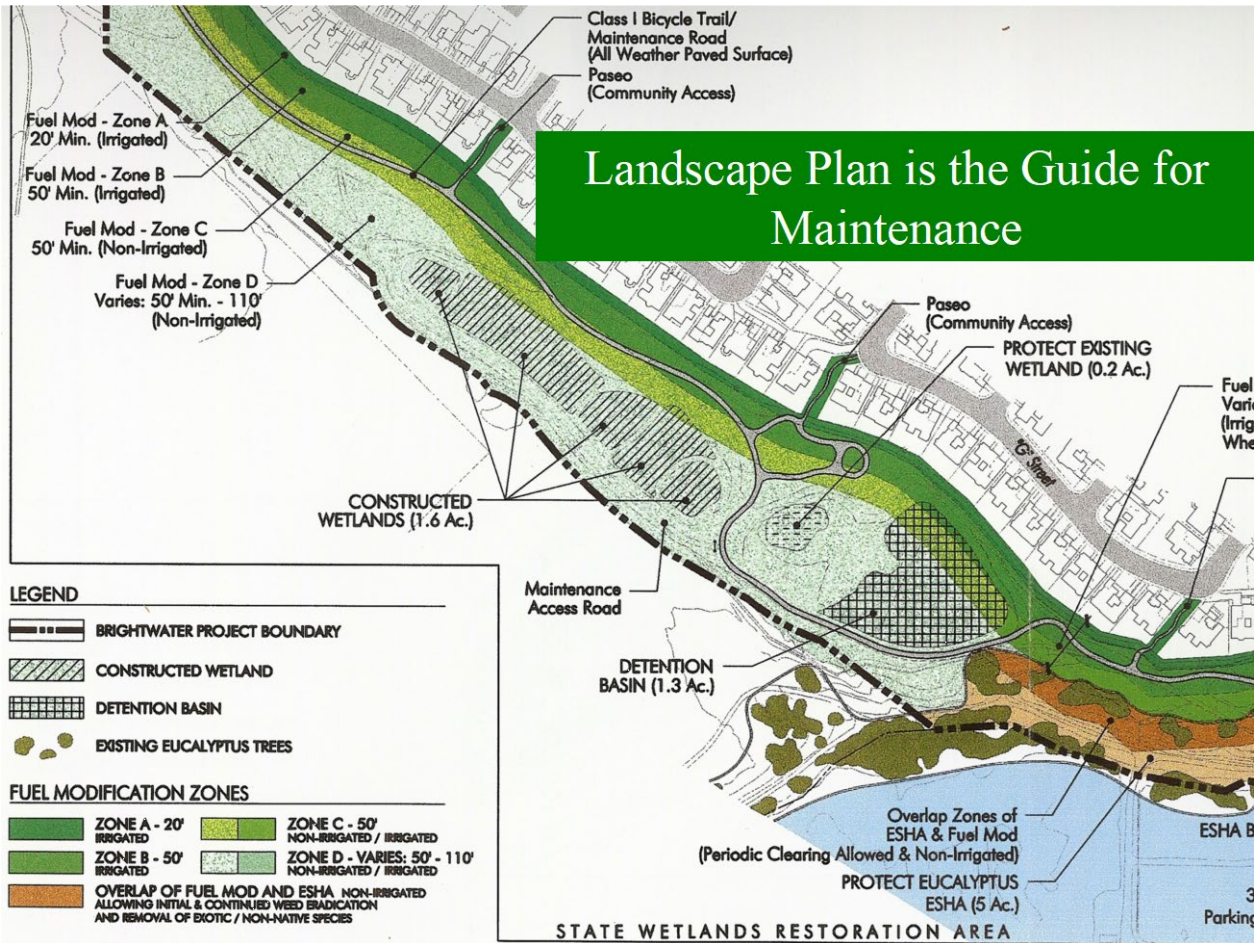 Class I Bicycle Trail/
Maintenance Road
(All Weather Paved Surface)
Paseo
(Community Access)
Landscape Plan is the Guide for
Maintenance
Fuel Mod - Zone A
20' Min. (Irrigated)
Fuel Mod - Zone B
50' Min. (Irrigated)
Fuel Mod - Zone C
50' Min. (Non-Irrigated)
Fuel Mod - Zone D
Varies: 50' Min. - 110'
(Non-Irrigated)
Paseo
(Community Access)
PROTECT EXISTING
WETLAND (0.2 Ac.)
Fuel
"G" Street
CONSTRUCTED
WETLANDS (1.6 Ac.)
Maintenance
Access Road
DETENTION
BASIN (1.3 Ac.)
LEGEND
BRIGHTWATER PROJECT BOUNDARY
CONSTRUCTED WETLAND
DETENTION BASIN
EXISTING EUCALYPTUS TREES
FUEL MODIFICATION ZONES
ZONE A - 20'
IRRIGATED
ZONE B - 50'
IRRIGATED
ZONE C - 50'
NON-IRRIGATED / IRRIGATED
ZONE D - VARIES: 50' - 110'
NON-IRRIGATED / IRRIGATED
OVERLAP OF FUEL MOD AND ESHA NON-IRRIGATED
ALLOWING INITIAL & CONTINUED WEED ERADICATION
AND REMOVAL OF EXOTIC / NON-NATIVE SPECIES
Overlap Zones of
ESHA & Fuel Mod
(Periodic Clearing Allowed & Non-Irrigated)
PROTECT EUCALYPTUS
ESHA (5 Ac.)
ESHA B
3
Parking
STATE WETLANDS RESTORATION AREA